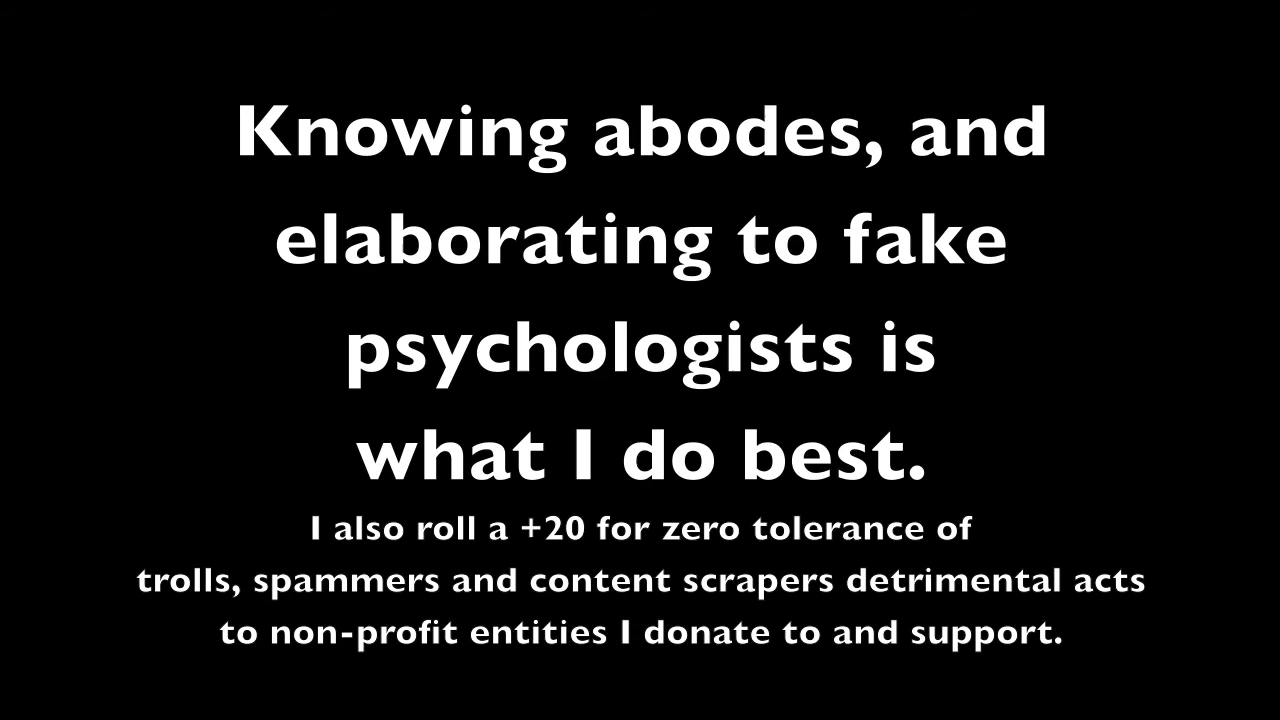 Knowing abodes, and
elaborating to fake
psychologists is
what I do best.
I also roll a +20 for zero tolerance of
trolls, spammers and content scrapers detrimental acts
to non-profit entities I donate to and support.